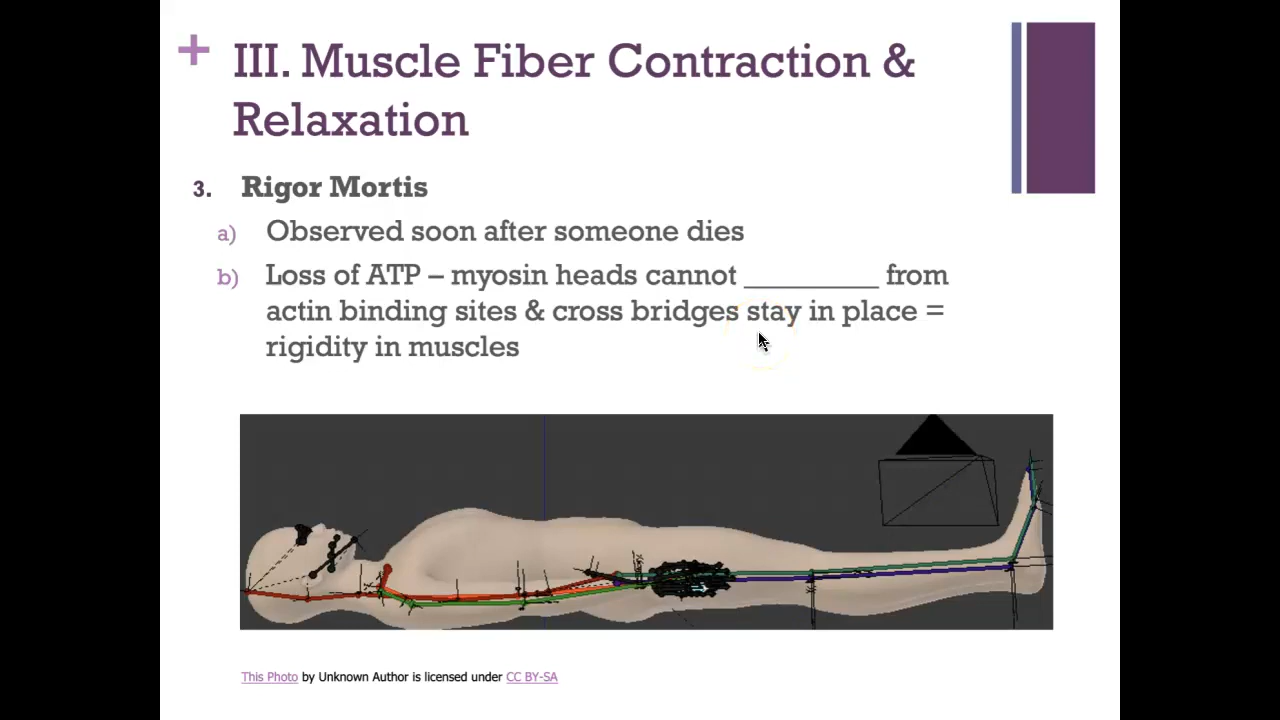 +
III. Muscle Fiber Contraction &
Relaxation
3. Rigor Mortis
a) Observed soon after someone dies
b) Loss of ATP – myosin heads cannot _________ from
actin binding sites & cross bridges stay in place =
rigidity in muscles
This Photo by Unknown Author is licensed under CC BY-SA